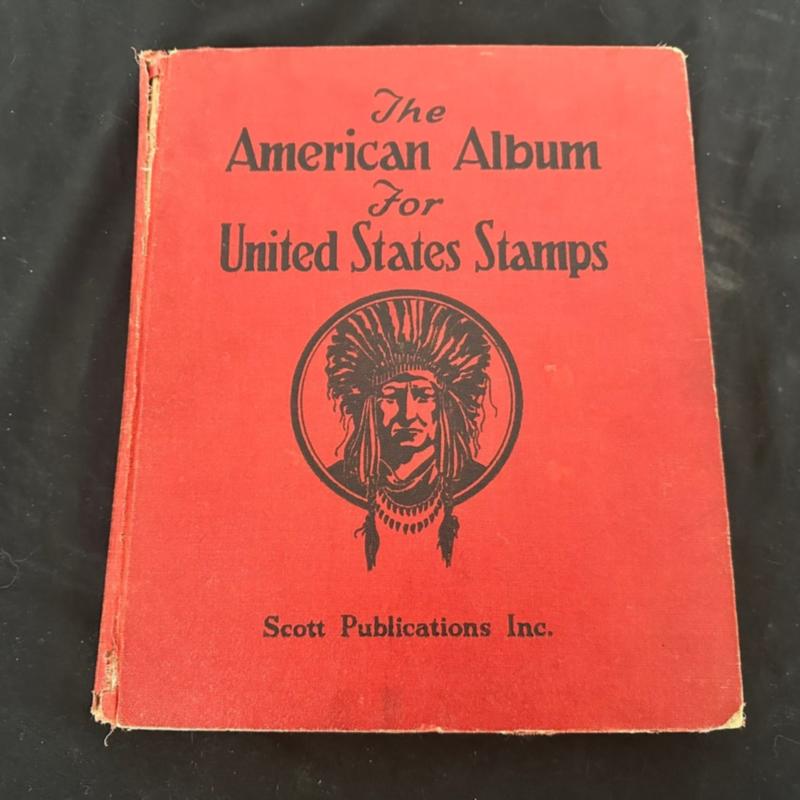 The
American Album
For
United States Stamps
Scott Publications Inc.